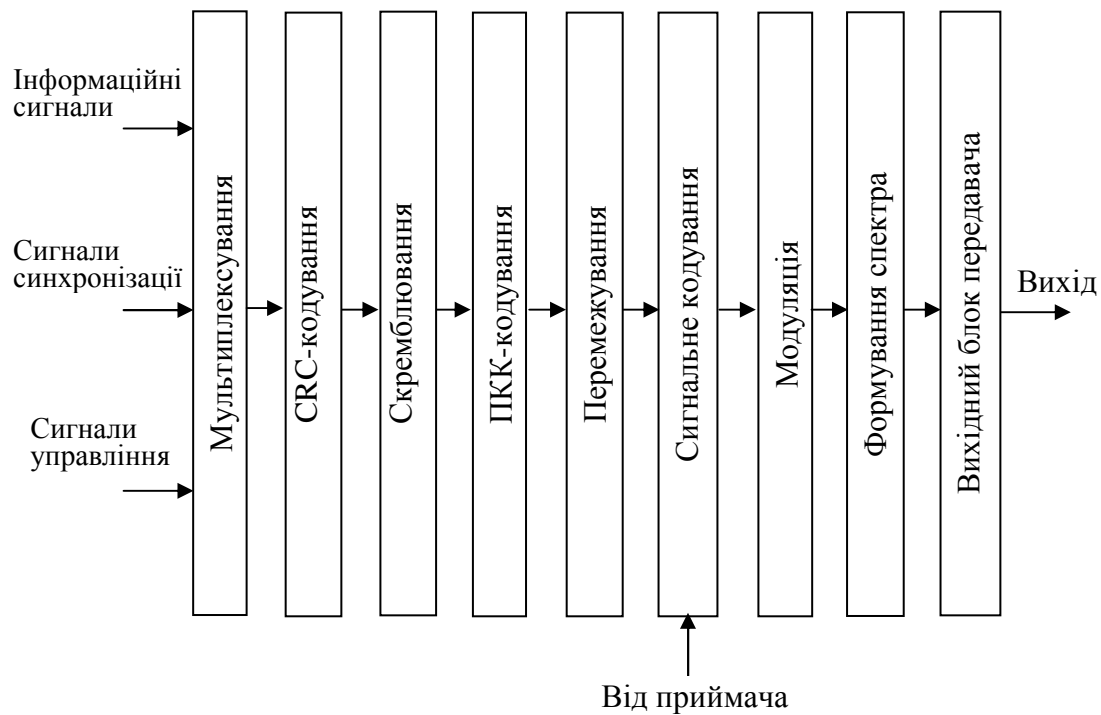 Інформаційні
сигнали
Сигнали
синхронізації
Сигнали
управління
Мультиплексування
CRC-кодування
Скремблювання
ПКК-кодування
Перемежування
Сигнальне кодування
Модуляція
Формування спектра
Вихідний блок передавача
Вихід
Від приймача